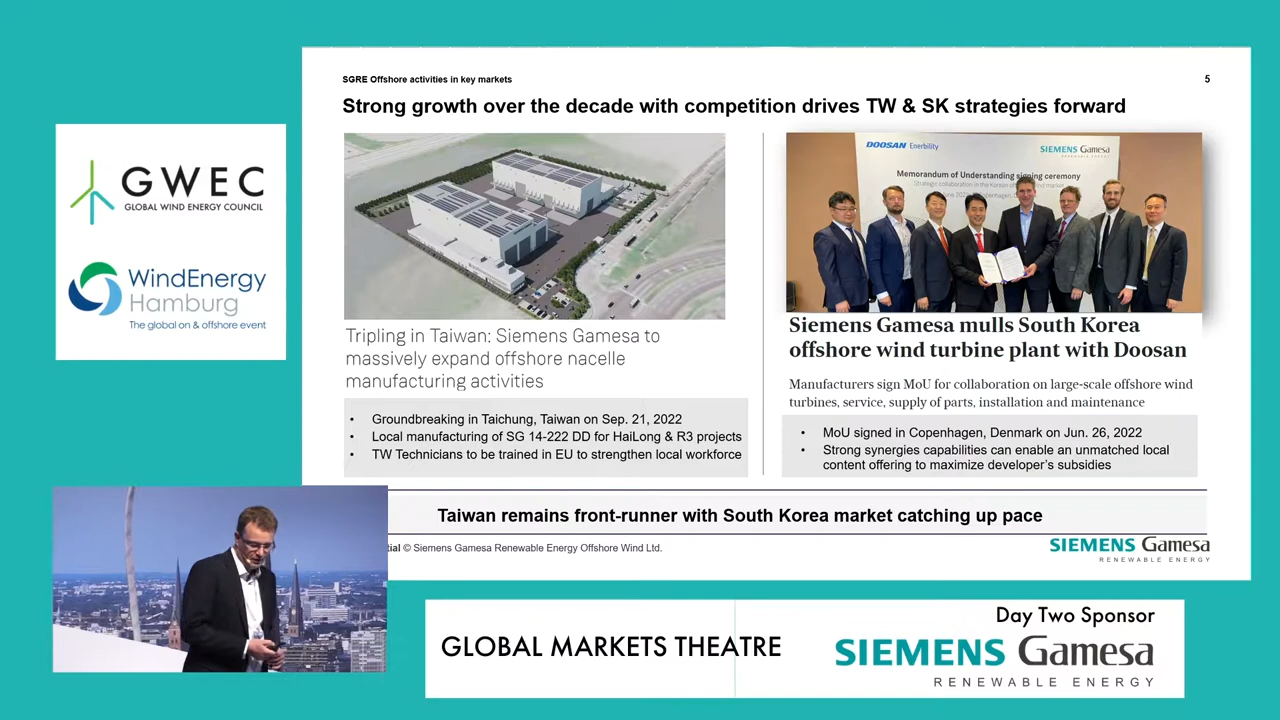 GWEC
GLOBAL WIND ENERGY COUNCIL
WindEnergy
Hamburg
The global on & offshore event
SGRE Offshore activities in key markets
5
Strong growth over the decade with competition drives TW & SK strategies forward
Tripling in Taiwan: Siemens Gamesa to
massively expand offshore nacelle
manufacturing activities
• Groundbreaking in Taichung, Taiwan on Sep. 21, 2022
• Local manufacturing of SG 14-222 DD for HaiLong & R3 projects
• TW Technicians to be trained in EU to strengthen local workforce
DOOSAN Enerbility
SIEMENS Gamesa
RENEWABLE ENERGY
Memorandum of Understanding signing ceremony
Strategic collaboration in the Korean
Siemens Gamesa mulls South Korea
offshore wind turbine plant with Doosan
Manufacturers sign MoU for collaboration on large-scale offshore wind
turbines, service, supply of parts, installation and maintenance
• MoU signed in Copenhagen, Denmark on Jun. 26, 2022
• Strong synergies capabilities can enable an unmatched local
content offering to maximize developer's subsidies
Taiwan remains front-runner with South Korea market catching up pace
tial © Siemens Gamesa Renewable Energy Offshore Wind Ltd.
SIEMENS Gamesa
RENEWABLE ENERGY
GLOBAL MARKETS THEATRE
Day Two Sponsor
SIEMENS Gamesa
RENEWABLE ENERGY